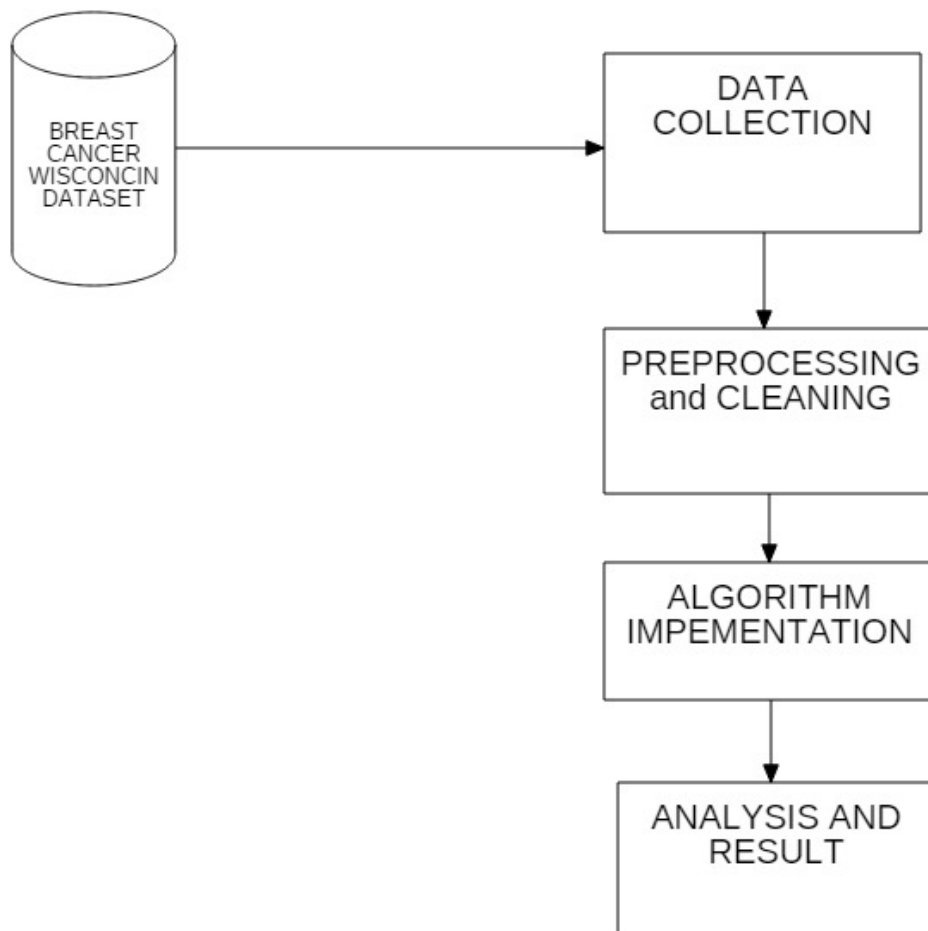 BREAST
CANCER
WISCONCIN
DATASET
DATA
COLLECTION
PREPROCESSING
and CLEANING
ALGORITHM
IMPEMENTATION
ANALYSIS AND
RESULT